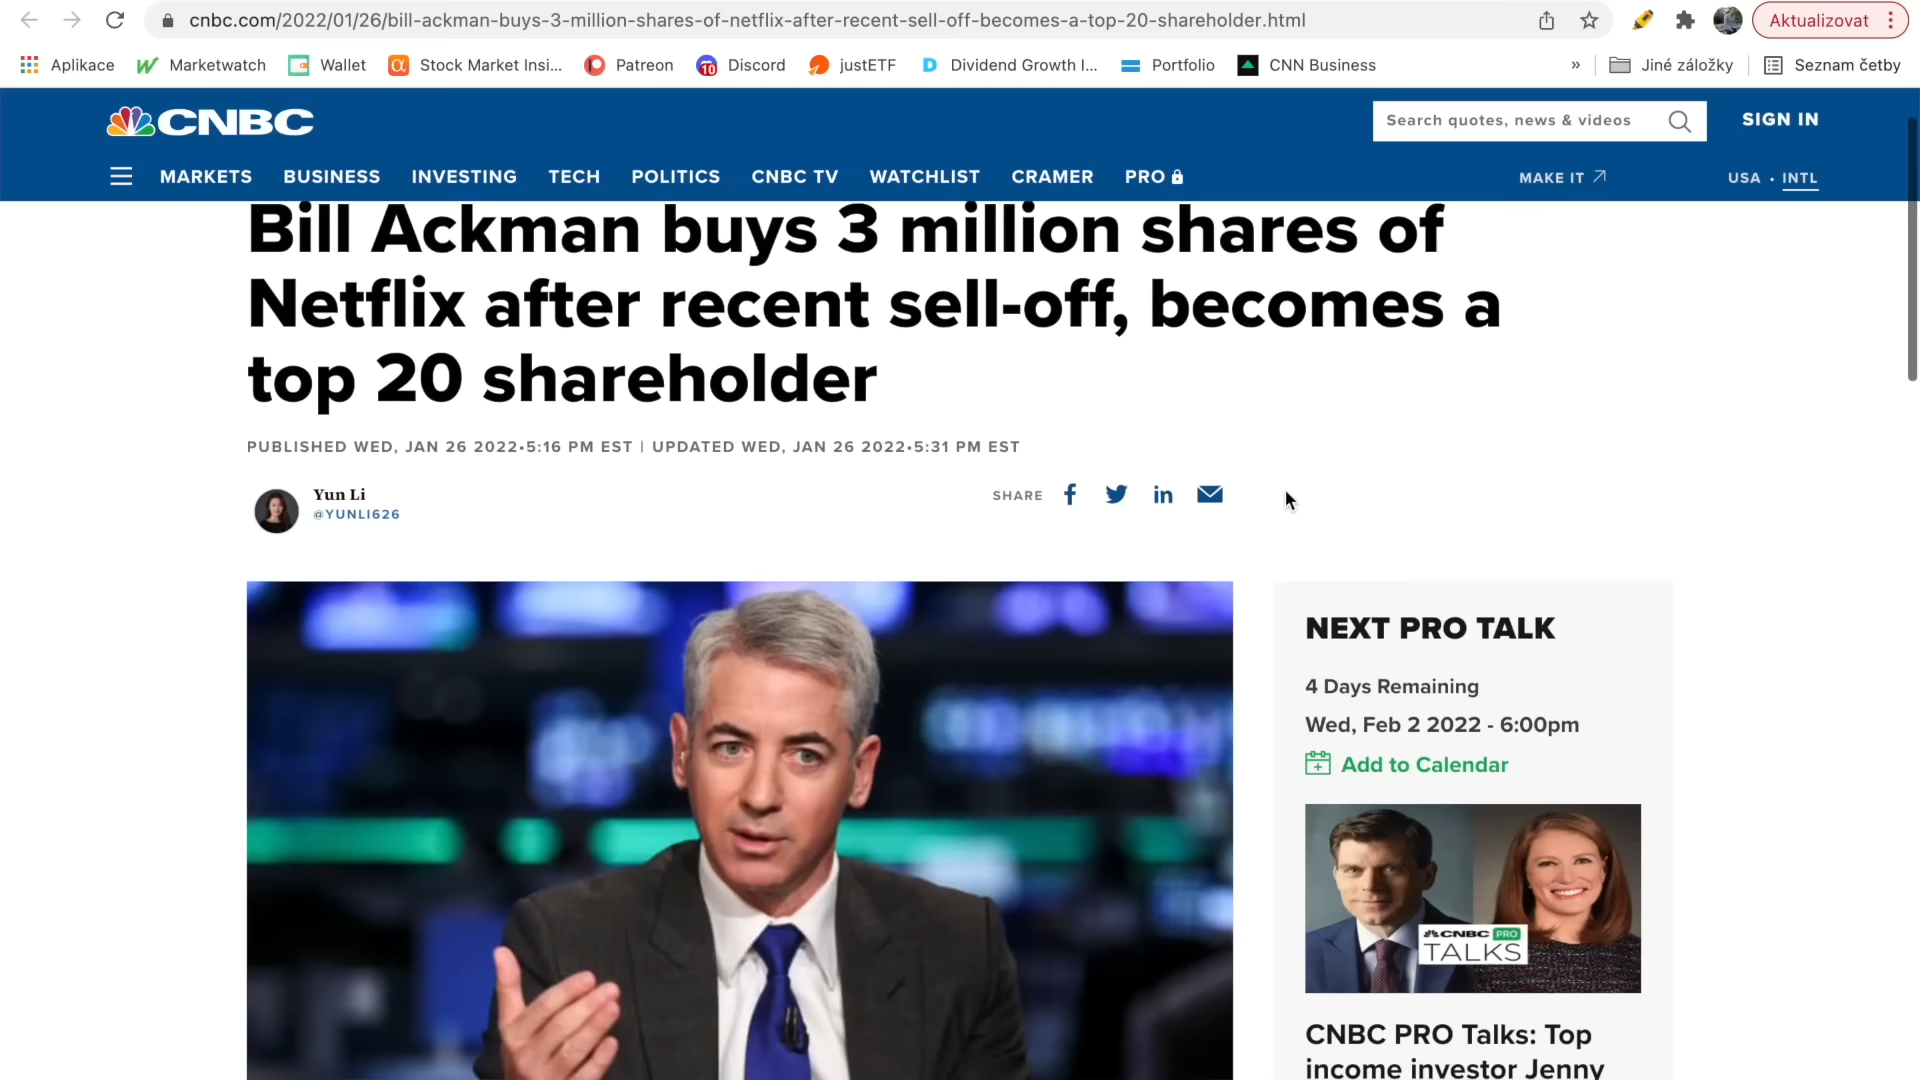 cnbc.com/2022/01/26/bill-ackman-buys-3-million-shares-of-netflix-after-recent-sell-off-becomes-a-top-20-shareholder.html
Aktualizovat
Aplikace Marketwatch Wallet Stock Market Insi... Patreon Discord justETF Dividend Growth I... Portfolio CNN Business » Jiné záložky Seznam četby
10
CNBC
Search quotes, news & videos
SIGN IN
MARKETS BUSINESS INVESTING TECH POLITICS CNBC TV WATCHLIST CRAMER PRO MAKE IT USA • INTL
Bill Ackman buys 3 million shares of
Netflix after recent sell-off, becomes a
top 20 shareholder
PUBLISHED WED, JAN 26 2022•5:16 PM EST | UPDATED WED, JAN 26 2022•5:31 PM EST
Yun Li
@YUNLI626
SHARE
NEXT PRO TALK
4 Days Remaining
Wed, Feb 2 2022 - 6:00pm
Add to Calendar
CNBC PRO
TALKS
CNBC PRO Talks: Top
income investor Jenny